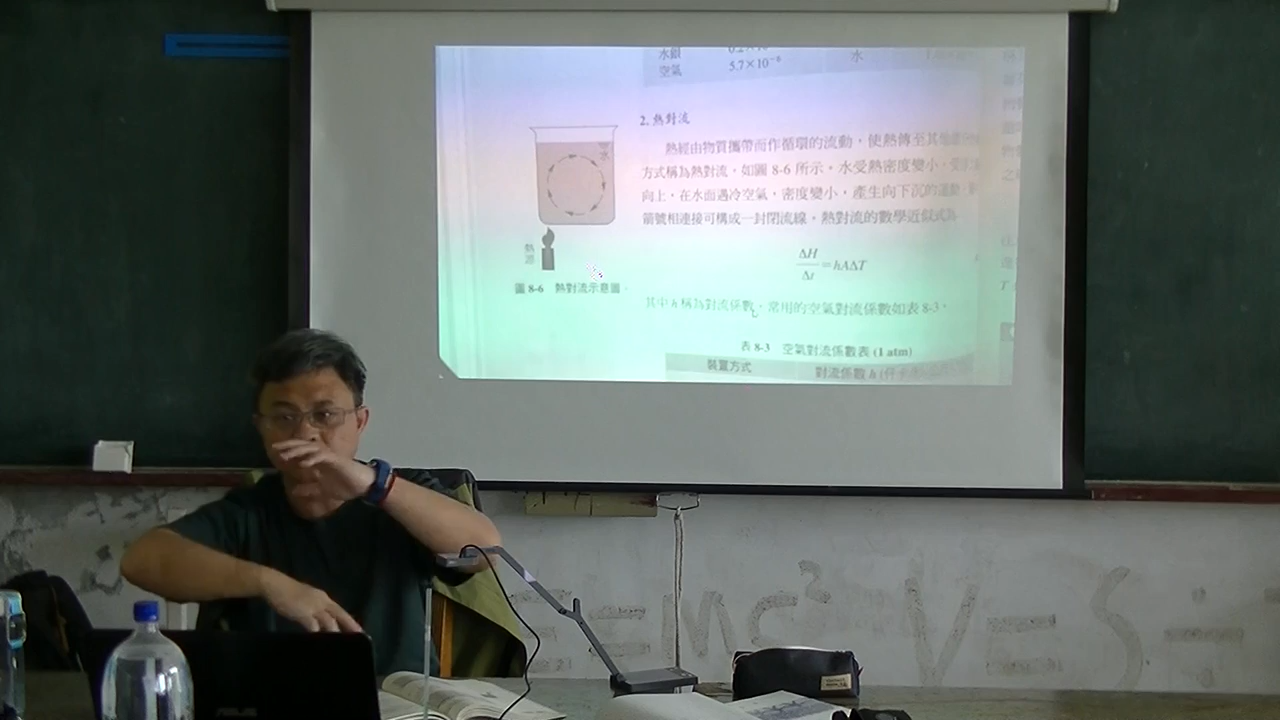 水銀
空氣 5.7×10⁻⁶ 水
2. 熱對流
熱經由物質攜帶而作循環的流動，使熱傳至其他
方式稱為熱對流。如圖 8-6 所示。水受熱密度變小，
向上，在水面遇冷空氣，密度變小，產生向下沉的運動，
箭號相連接可構成一封閉流線。熱對流的數學近似式為
ΔH/Δt = hAΔT
熱源
圖 8-6 熱對流示意圖。
其中 h 稱為對流係數，常用的空氣對流係數如表 8-3。
表 8-3 空氣對流係數表 (1 atm)
裝置方式 對流係數 h
E=Mc² V=S÷